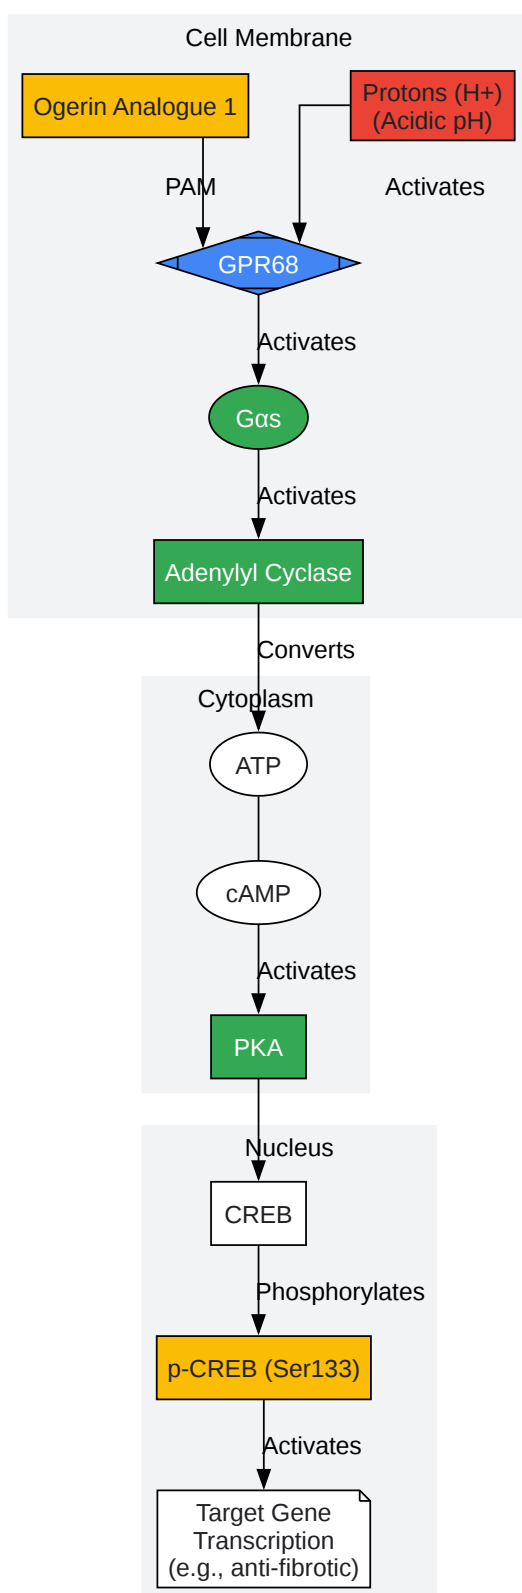 Cell Membrane
Ogerin Analogue 1
Protons (H+)
(Acidic pH)
PAM
Activates
GPR68
Activates
Gαs
Activates
Adenylyl Cyclase
Converts
Cytoplasm
ATP
cAMP
Activates
PKA
Nucleus
CREB
Phosphorylates
p-CREB (Ser133)
Activates
Target Gene
Transcription
(e.g., anti-fibrotic)